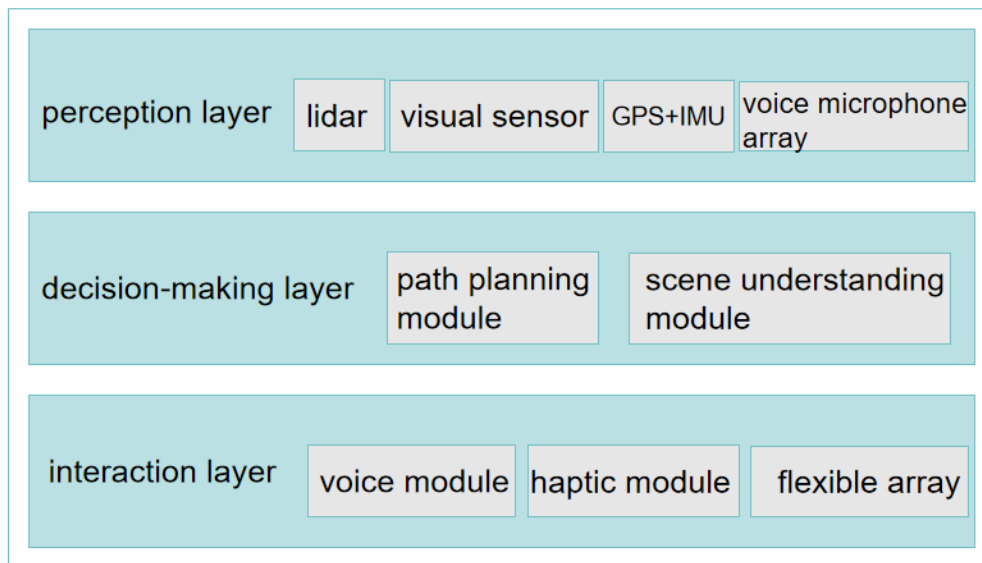 perception layer
lidar
visual sensor
GPS+IMU
voice microphone
array
decision-making layer
path planning
module
scene understanding
module
interaction layer
voice module
haptic module
flexible array